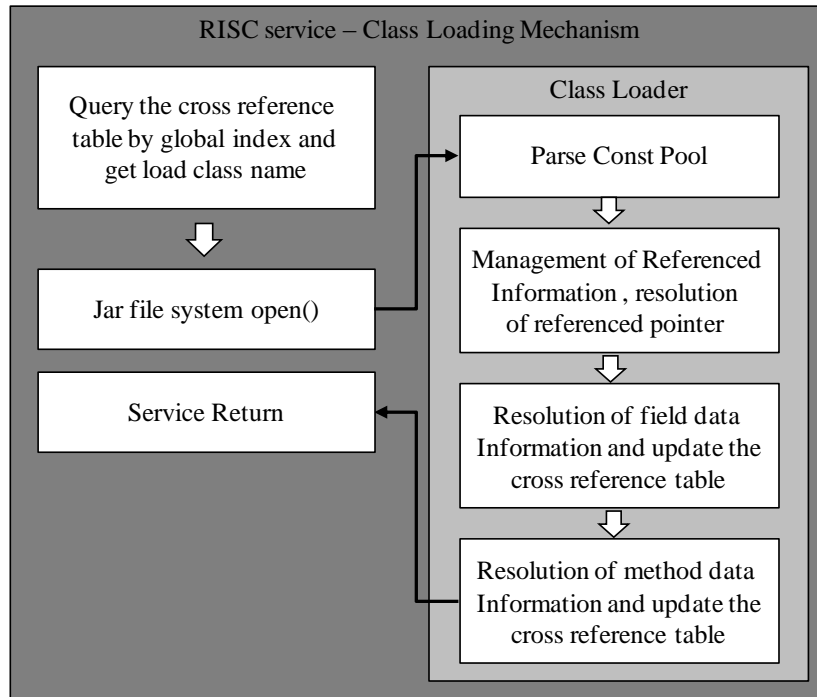 RISC service – Class Loading Mechanism
Query the cross reference
table by global index and
get load class name
Jar file system open()
Service Return
Class Loader
Parse Const Pool
Management of Referenced
Information , resolution
of referenced pointer
Resolution of field data
Information and update the
cross reference table
Resolution of method data
Information and update the
cross reference table